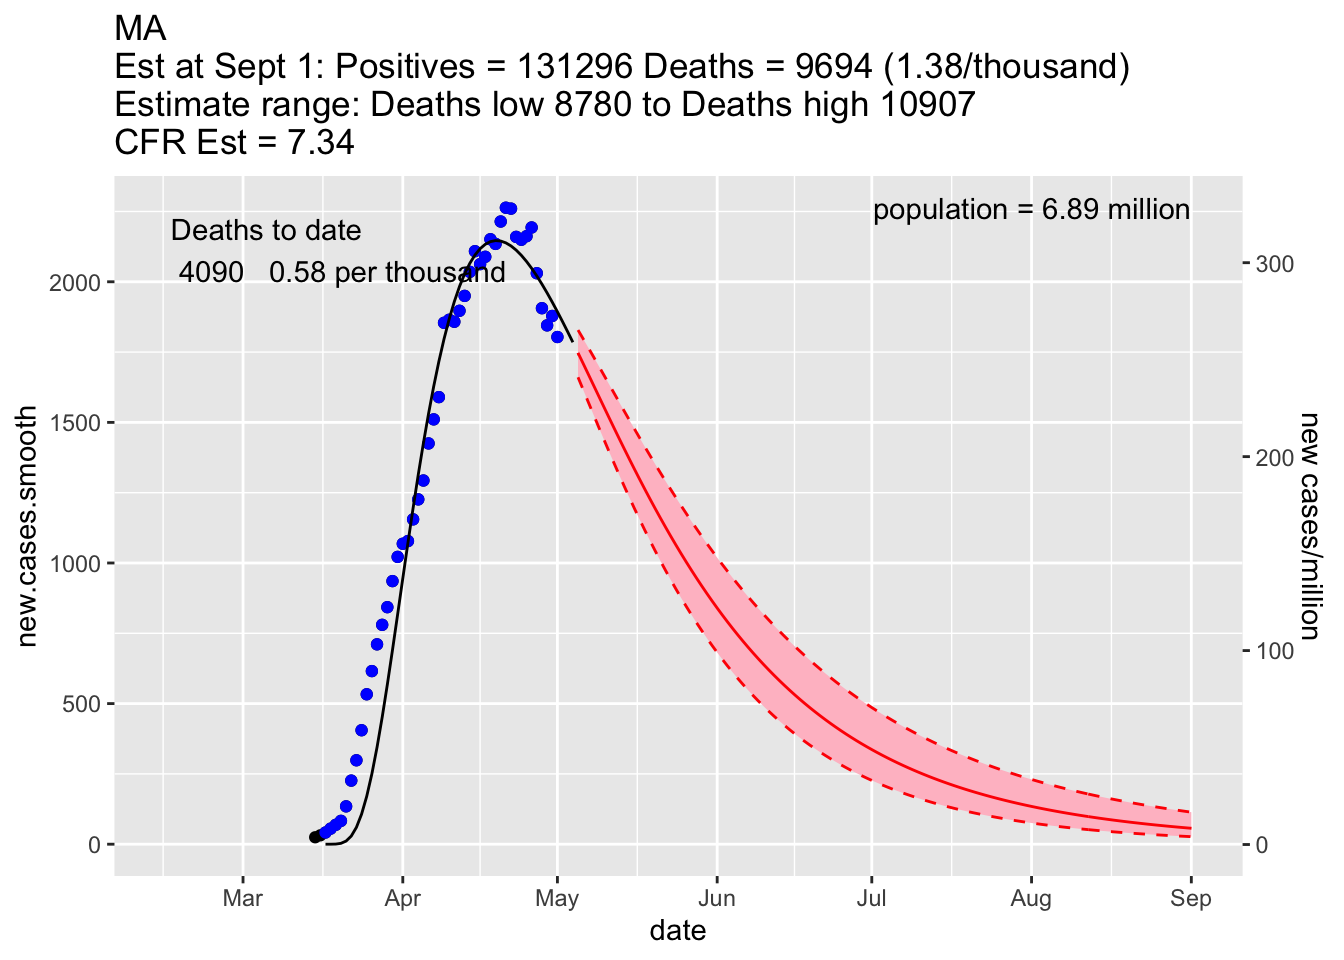 MA
Est at Sept 1: Positives = 131296 Deaths = 9694 (1.38/thousand)
Estimate range: Deaths low 8780 to Deaths high 10907
CFR Est = 7.34
population = 6.89 million
Deaths to date
4090 0.58 per thousand
new.cases.smooth
2000
1500
1000
500
0
300
200
100
0
new cases/million
Mar Apr May Jun Jul Aug Sep
date